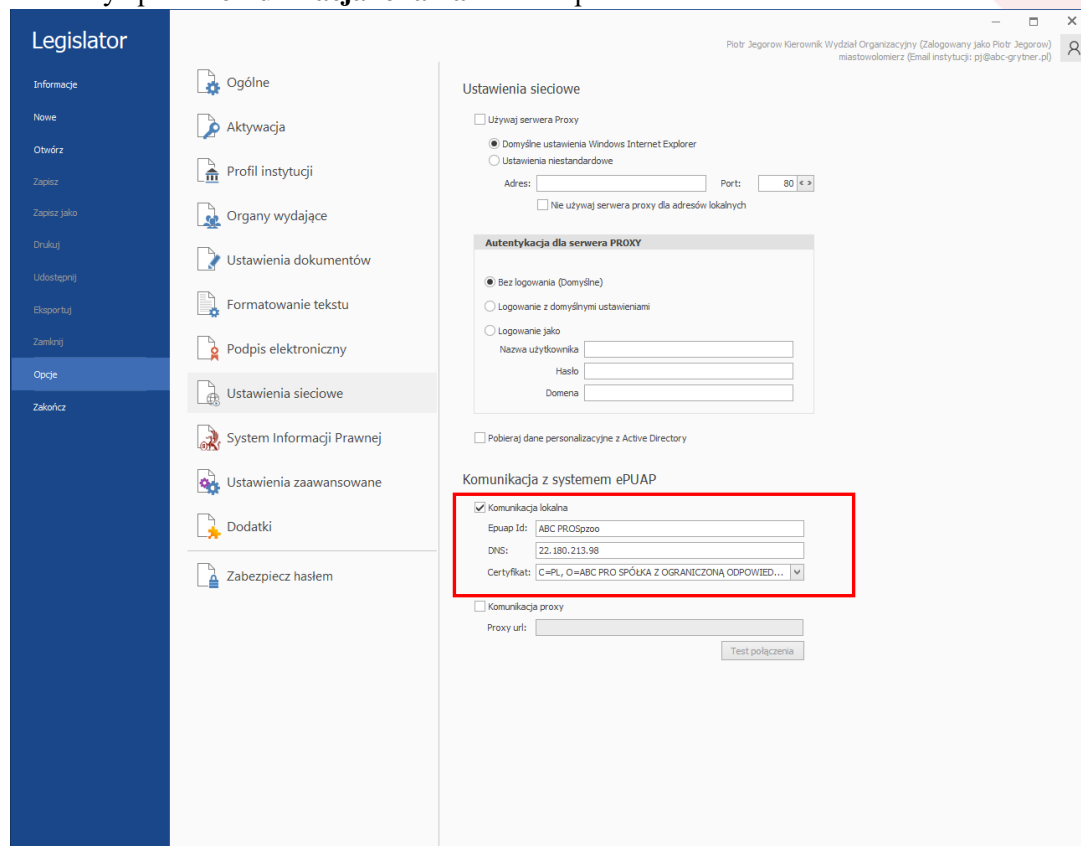 Legislator
Piotr Jegorow Kierownik Wydział Organizacyjny (Zalogowany jako Piotr Jegorow)
miastowolomierz (Email instytucji: pj@abc-grytner.pl)
Informacje
Nowe
Otwórz
Zapisz
Zapisz jako
Drukuj
Udostępnij
Eksportuj
Zamknij
Opcje
Zakończ
Ogólne
Aktywacja
Profil instytucji
Organy wydające
Ustawienia dokumentów
Formatowanie tekstu
Podpis elektroniczny
Ustawienia sieciowe
System Informacji Prawnej
Ustawienia zaawansowane
Dodatki
Zabezpiecz hasłem
Ustawienia sieciowe
Używaj serwera Proxy
Domyślne ustawienia Windows Internet Explorer
Ustawienia niestandardowe
Adres: Port: 80
Nie używaj serwera proxy dla adresów lokalnych
Autentykacja dla serwera PROXY
Bez logowania (Domyślne)
Logowanie z domyślnymi ustawieniami
Logowanie jako
Nazwa użytkownika
Hasło
Domena
Pobieraj dane personalizacyjne z Active Directory
Komunikacja z systemem ePUAP
Komunikacja lokalna
Epuap Id: ABC PROSpzoo
DNS: 22.180.213.98
Certyfikat: C=PL, O=ABC PRO SPÓŁKA Z OGRANICZONĄ ODPOWIED...
Komunikacja proxy
Proxy url:
Test połączenia